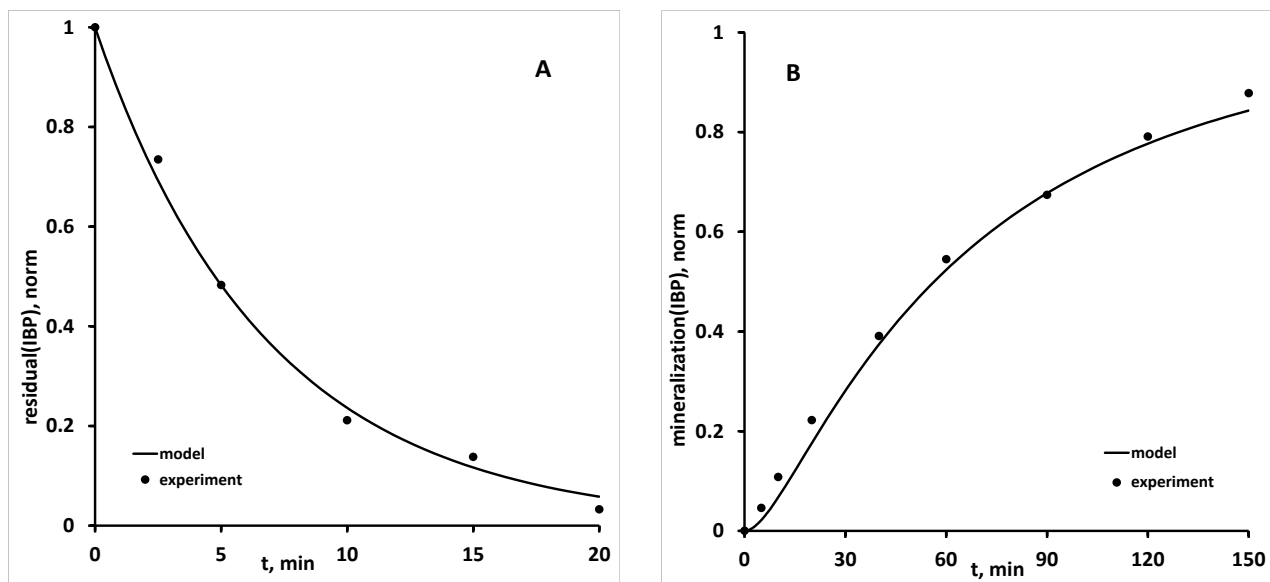 A
residual(IBP), norm
1
0.8
0.6
0.4
0.2
0
model
experiment
0 5 10 15 20
t, min
B
mineralization(IBP), norm
1
0.8
0.6
0.4
0.2
0
model
experiment
0 30 60 90 120 150
t, min